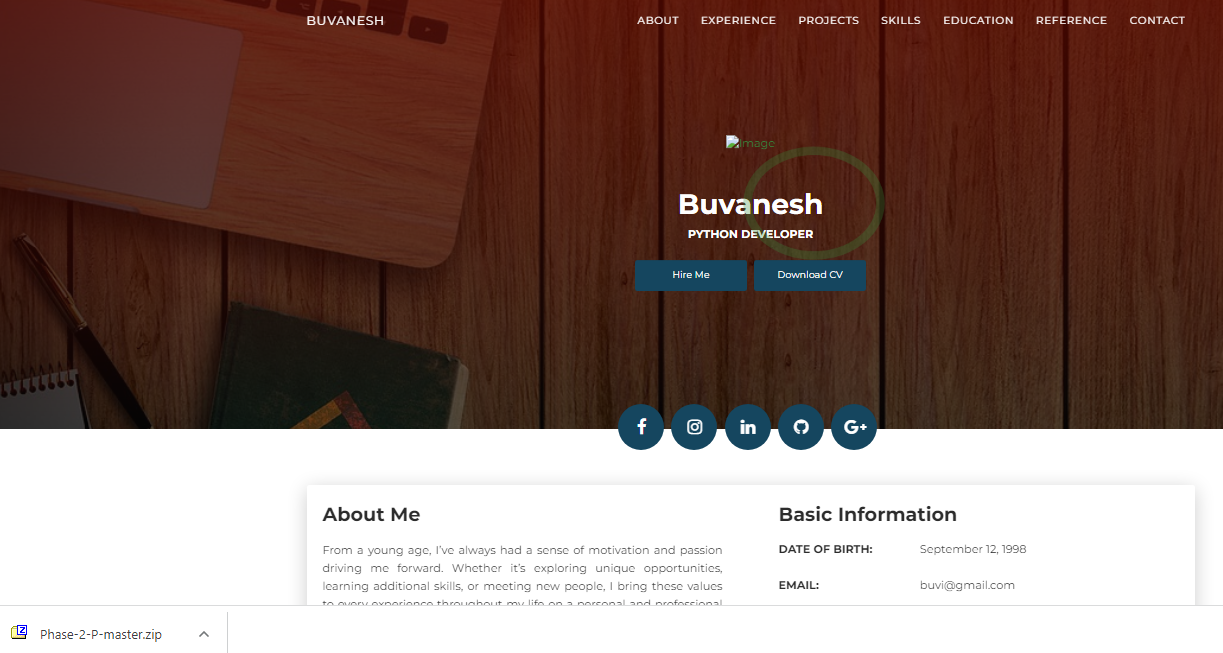 BUVANESH
ABOUT EXPERIENCE PROJECTS SKILLS EDUCATION REFERENCE CONTACT
Image
Buvanesh
PYTHON DEVELOPER
Hire Me
Download CV
About Me
From a young age, I've always had a sense of motivation and passion
driving me forward. Whether it's exploring unique opportunities,
learning additional skills, or meeting new people, I bring these values
to every experience throughout my life on a personal and professional
Basic Information
DATE OF BIRTH: September 12, 1998
EMAIL: buvi@gmail.com
Phase-2-P-master.zip